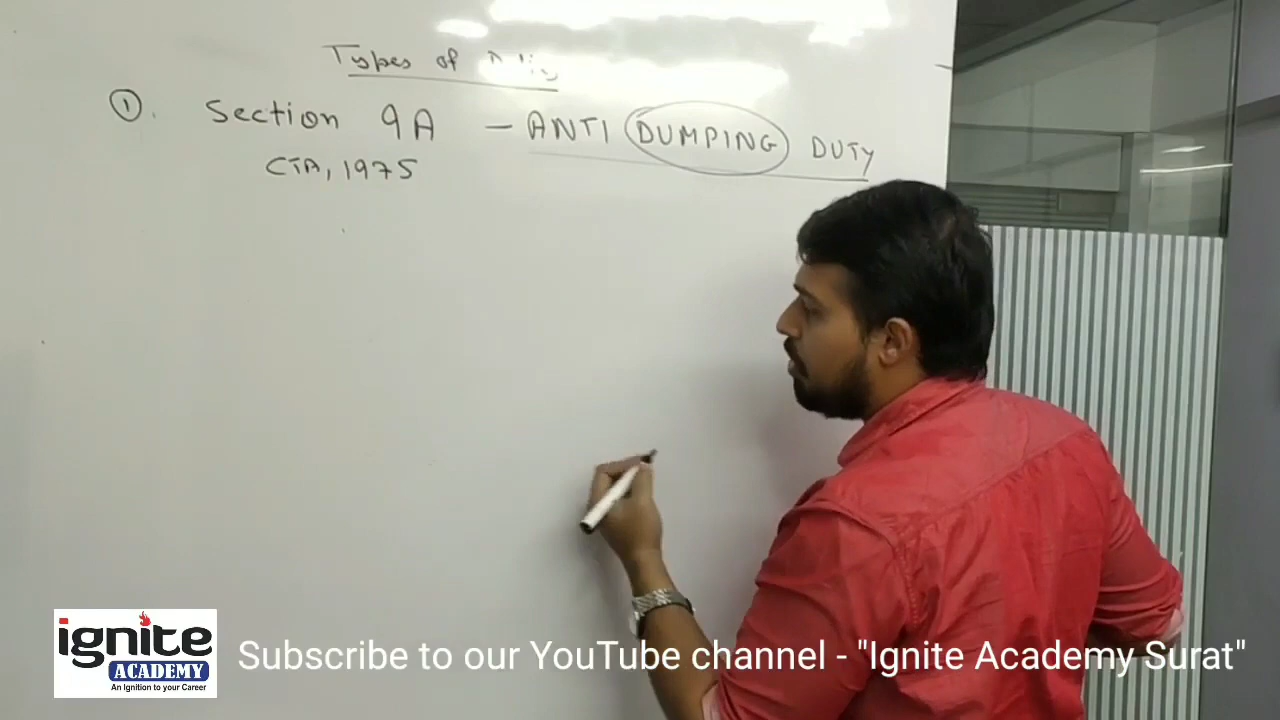 Types of
①. Section 9A - ANTI DUMPING DUTY
CTA, 1975
ignite
ACADEMY
An Ignition to your Career
Subscribe to our YouTube channel - "Ignite Academy Surat"